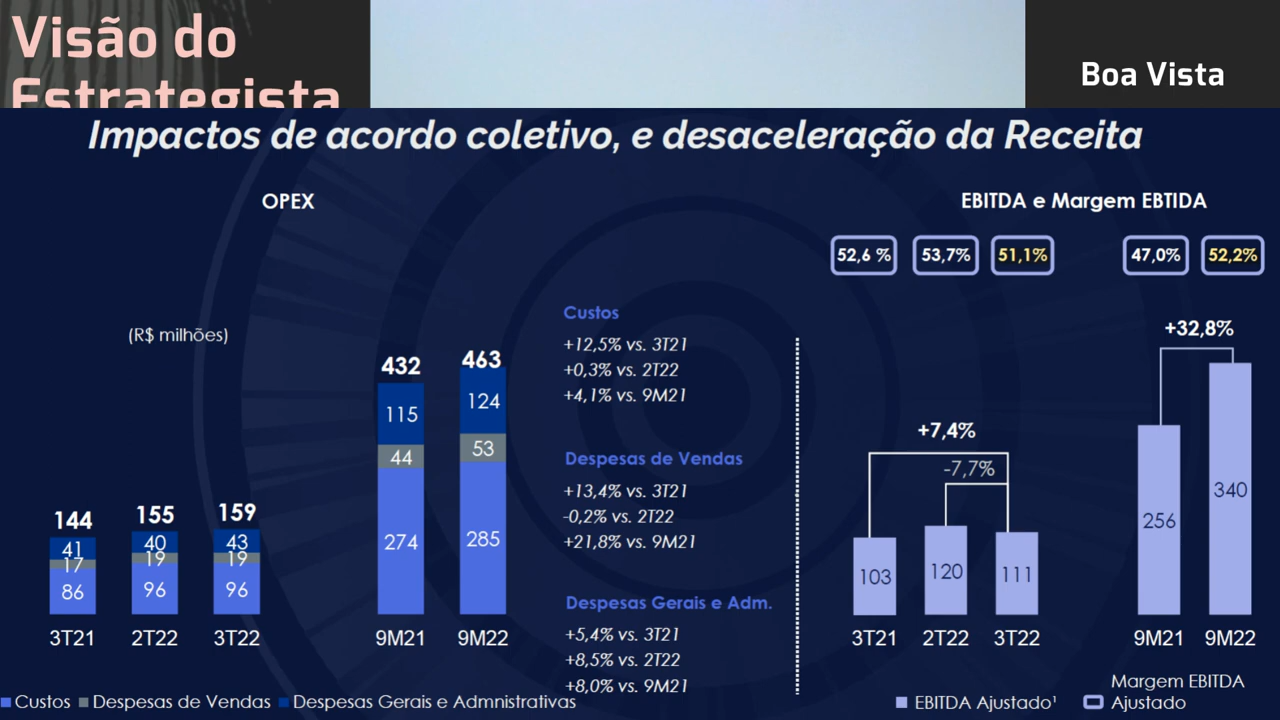 Visão do
Estrategista
Boa Vista
Impactos de acordo coletivo, e desaceleração da Receita
OPEX
(R$ milhões)
144
41
17
86
3T21
155
40
19
96
2T22
159
43
19
96
3T22
432
115
44
274
9M21
463
124
53
285
9M22
Custos
Despesas de Vendas
Despesas Gerais e Admnistrativas
Custos
+12,5% vs. 3T21
+0,3% vs. 2T22
+4,1% vs. 9M21
Despesas de Vendas
+13,4% vs. 3T21
-0,2% vs. 2T22
+21,8% vs. 9M21
Despesas Gerais e Adm.
+5,4% vs. 3T21
+8,5% vs. 2T22
+8,0% vs. 9M21
EBITDA e Margem EBTIDA
52,6 %
53,7%
51,1%
47,0%
52,2%
+7,4%
-7,7%
+32,8%
103
120
111
256
340
3T21
2T22
3T22
9M21
9M22
EBITDA Ajustado¹
Margem EBITDA
Ajustado